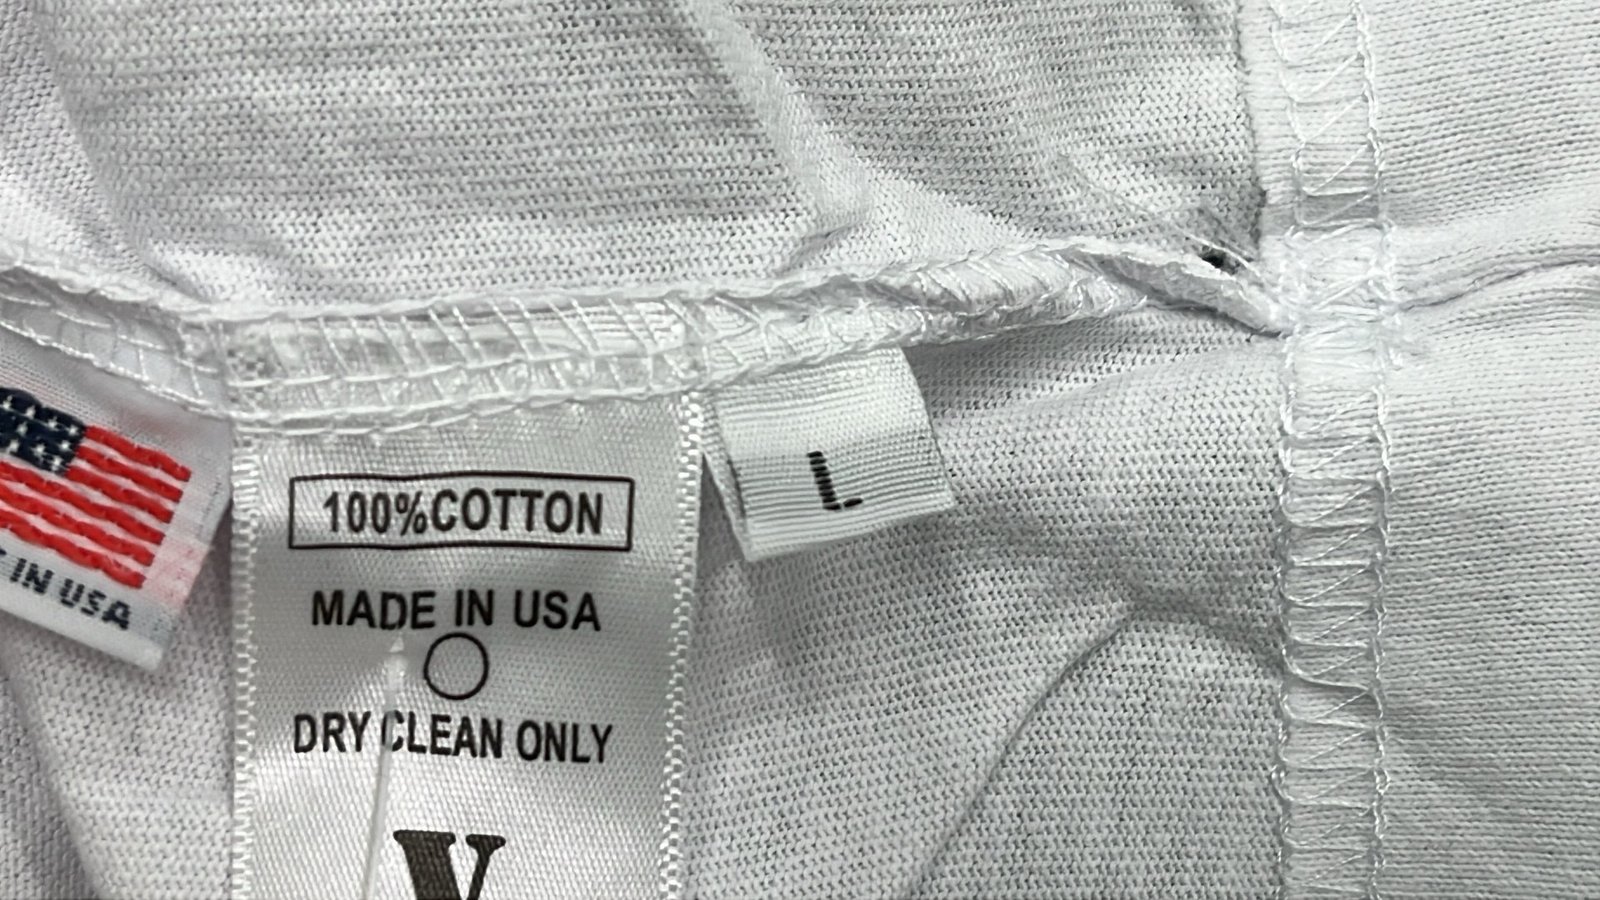 IN USA
100%COTTON
MADE IN USA
DRY CLEAN ONLY
L